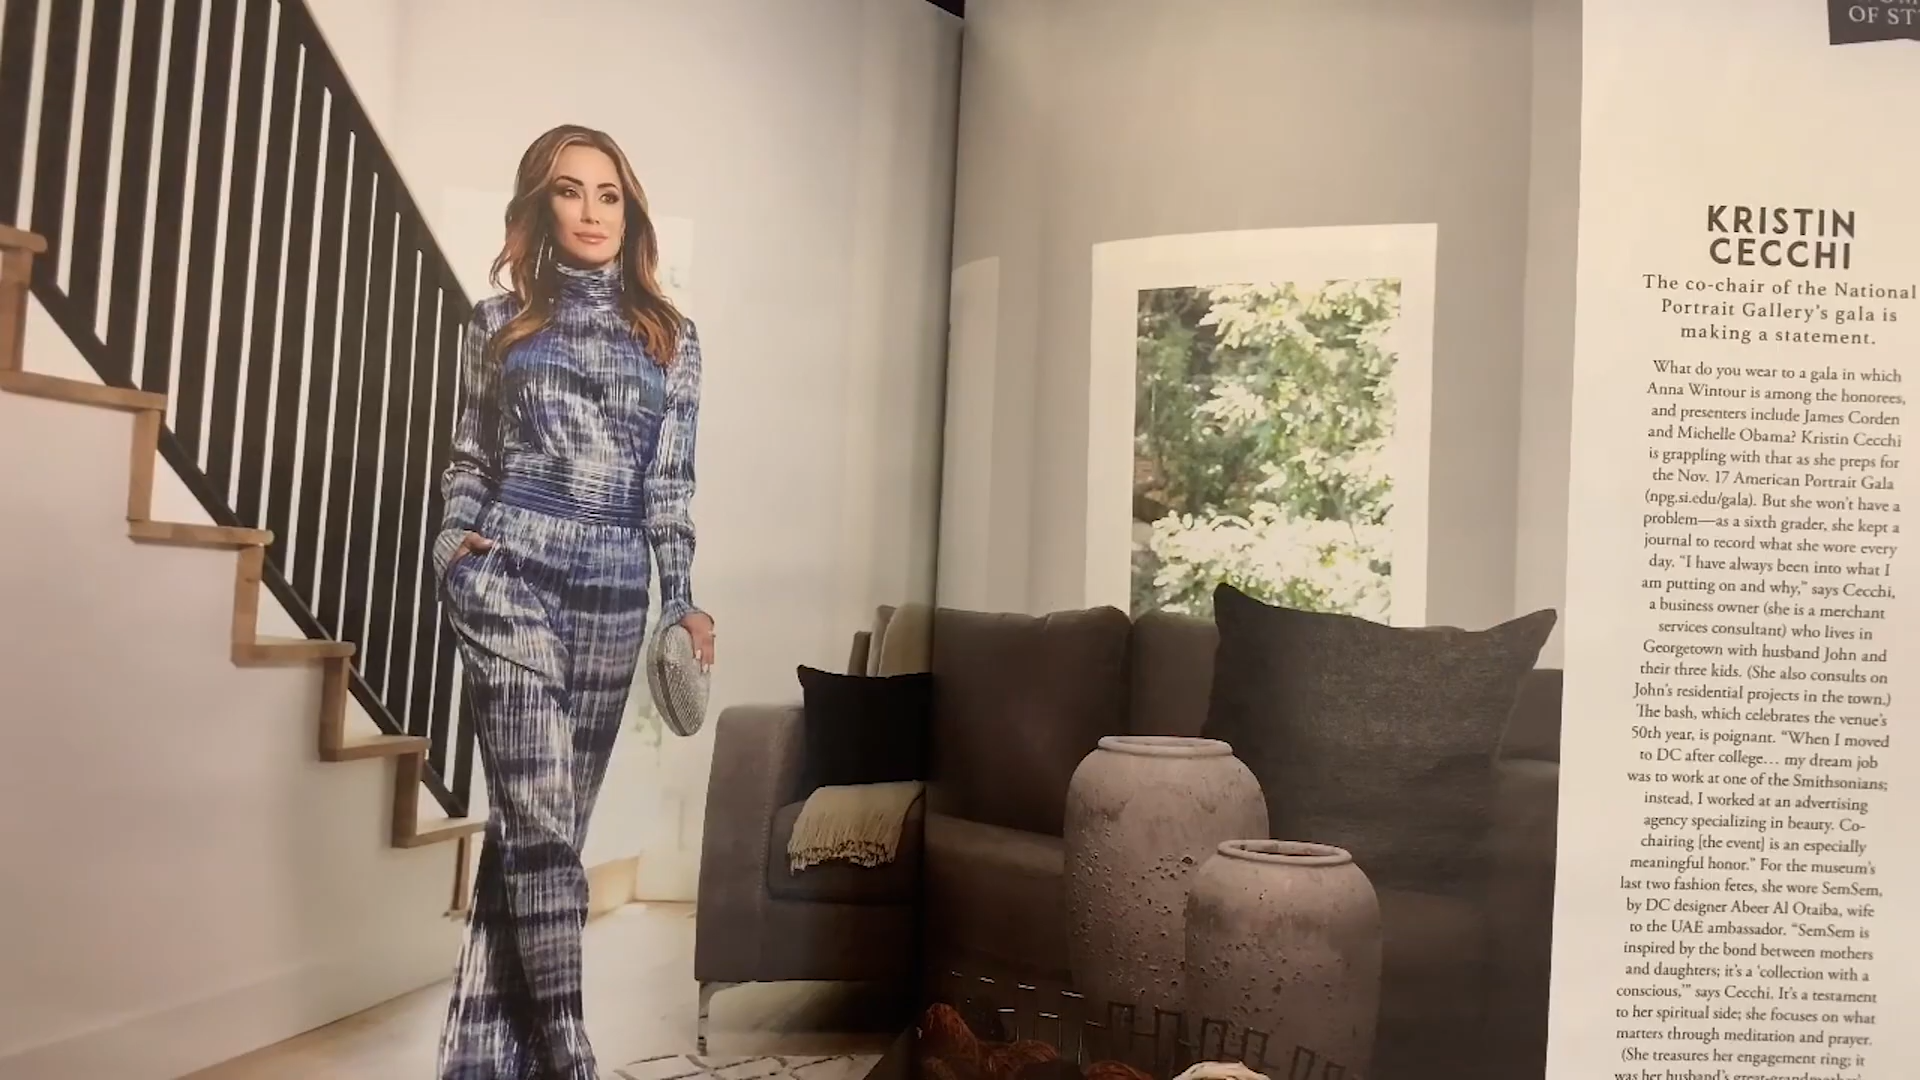 OF ST
KRISTIN
CECCHI
The co-chair of the National
Portrait Gallery's gala is
making a statement.
What do you wear to a gala in which
Anna Wintour is among the honorees,
and presenters include James Corden
and Michelle Obama? Kristin Cecchi
is grappling with that as she preps for
the Nov. 17 American Portrait Gala
(npg.si.edu/gala). But she won't have a
problem—as a sixth grader, she kept a
journal to record what she wore every
day. "I have always been into what I
am putting on and why," says Cecchi,
a business owner (she is a merchant
services consultant) who lives in
Georgetown with husband John and
their three kids. (She also consults on
John's residential projects in the town.)
The bash, which celebrates the venue's
50th year, is poignant. "When I moved
to DC after college... my dream job
was to work at one of the Smithsonians;
instead, I worked at an advertising
agency specializing in beauty. Co-
chairing [the event] is an especially
meaningful honor." For the museum's
last two fashion fetes, she wore SemSem,
by DC designer Abeer Al Otaiba, wife
to the UAE ambassador. "SemSem is
inspired by the bond between mothers
and daughters; it's a 'collection with a
conscious,'" says Cecchi. It's a testament
to her spiritual side; she focuses on what
matters through meditation and prayer.
(She treasures her engagement ring; it
was her husband's great-grandmother's